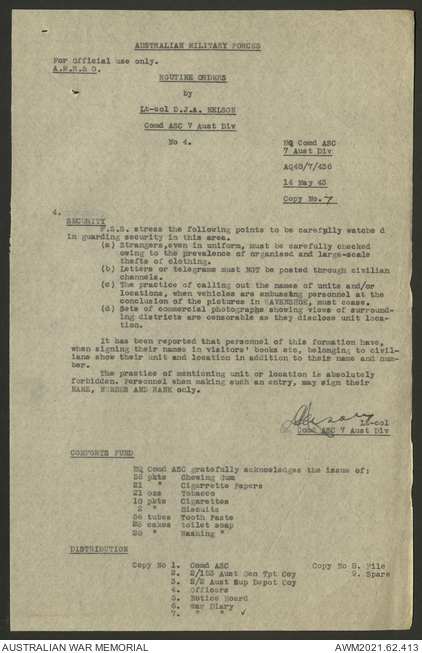 AUSTRALIAN MILITARY FORCES
For Official use only.
A.M.R.& O.
ROUTINE ORDERS
by
Lt-col D.J.A. NELSON
Comd ASC 7 Aust Div
No 4.
HQ Comd ASC
7 Aust Div
AQ48/7/436
14 May 43
Copy No. 7
4.
SECURITY
F.S.S. stress the following points to be carefully watche d
in guarding security in this area.
(a) Strangers,even in uniform, must be carefully checked
owing to the prevalence of organised and large-scale
thefts of clothing.
(b) Letters or telegrams must NOT be posted through civilian
channels.
(c) The practice of calling out the names of units and/or
locations, when vehicles are enbussing personnel at the
conclusion of the pictures in RAVENSHOE, must cease.
(d) Sets of commercial photographs showing views of surround-
ing districts are censorable as they disclose unit loca-
tion.
It has been reported that personnel of this formation have,
when signing their names in visitors' books etc, belonging to civil-
ians show their unit and location in addition to their name and num-
ber.
The practice of mentioning unit or location is absolutely
forbidden. Personnel when making such an entry, may sign their
NAME, NUMBER AND RANK only.
Lt-col
Comd ASC 7 Aust Div
COMFORTS FUND
HQ Comd ASC gratefully acknowledges the issue of:
56 pkts Chewing Gum
21 " Cigarrette Papers
21 ozs Tobacco
10 pkts Cigarettes
2 " Biscuits
56 tubes Tooth Paste
28 cakes toilet soap
28 " Washing "
DISTRIBUTION
Copy No 1. Comd ASC Copy No 8. File
2. 2/153 Aust Gen Tpt Coy 9. Spare
3. 2/2 Aust Sup Depot Coy
4. Officers
5. Notice Board
6. War Diary
7. " " ✓
AUSTRALIAN WAR MEMORIAL AWM2021.62.413